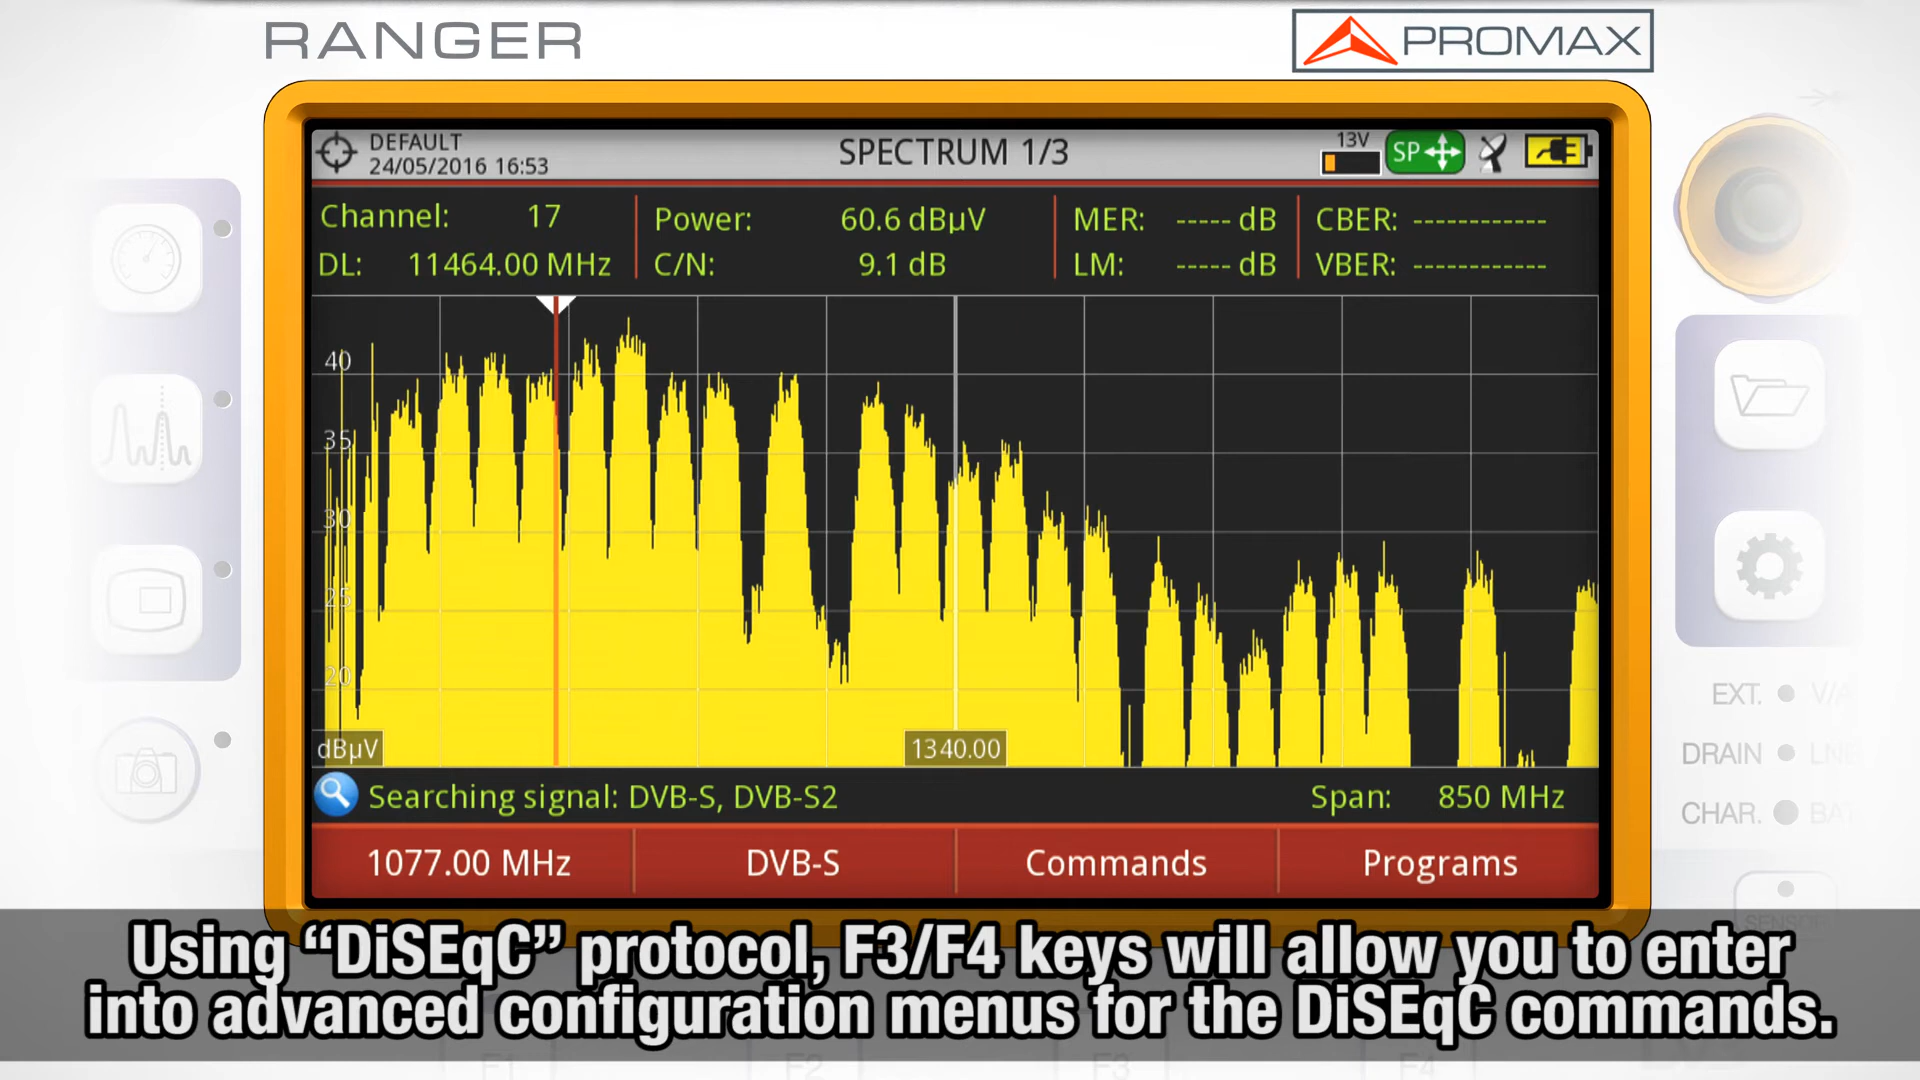 RANGER
PROMAX
DEFAULT
24/05/2016 16:53
SPECTRUM 1/3
13V
SP
Channel: 17
Power: 60.6 dBµV
MER: ----- dB
CBER: ------------
DL: 11464.00 MHz
C/N: 9.1 dB
LM: ----- dB
VBER: ------------
40
35
30
25
20
dBµV
1340.00
Searching signal: DVB-S, DVB-S2
Span: 850 MHz
1077.00 MHz
DVB-S
Commands
Programs
EXT.
DRAIN
CHAR.
Using “DiSEqC” protocol, F3/F4 keys will allow you to enter
into advanced configuration menus for the DiSEqC commands.
F1 F2 F4